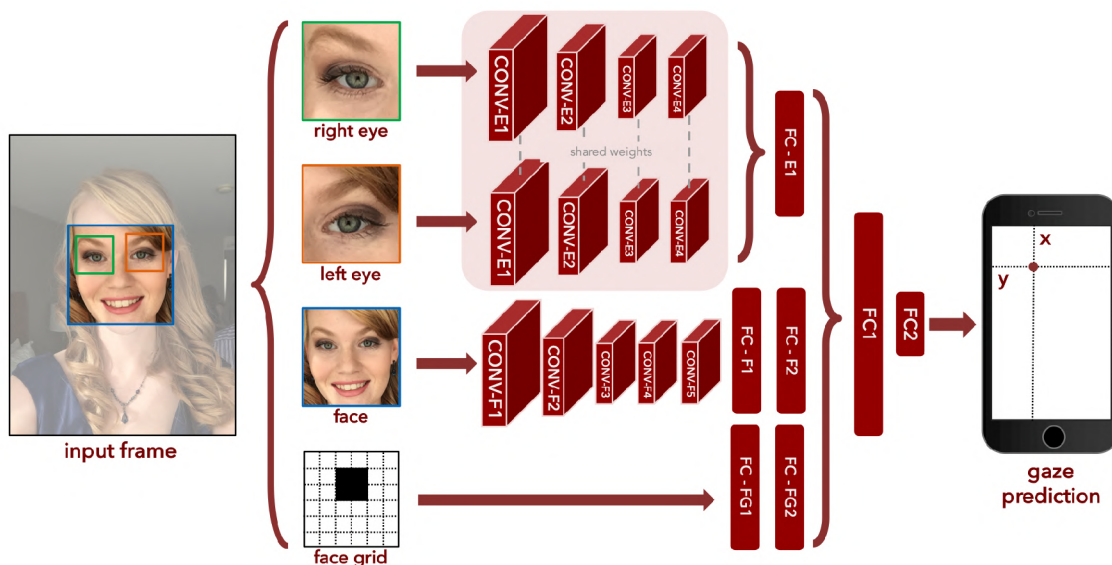 input frame
right eye
left eye
face
face grid
CONV-E1
CONV-E2
CONV-E3
CONV-E4
shared weights
CONV-E1
CONV-E2
CONV-E3
CONV-E4
CONV-F1
CONV-F2
CONV-F3
CONV-F4
CONV-F5
FC - E1
FC - F1
FC - F2
FC - FG1
FC - FG2
FC1
FC2
x
y
gaze
prediction